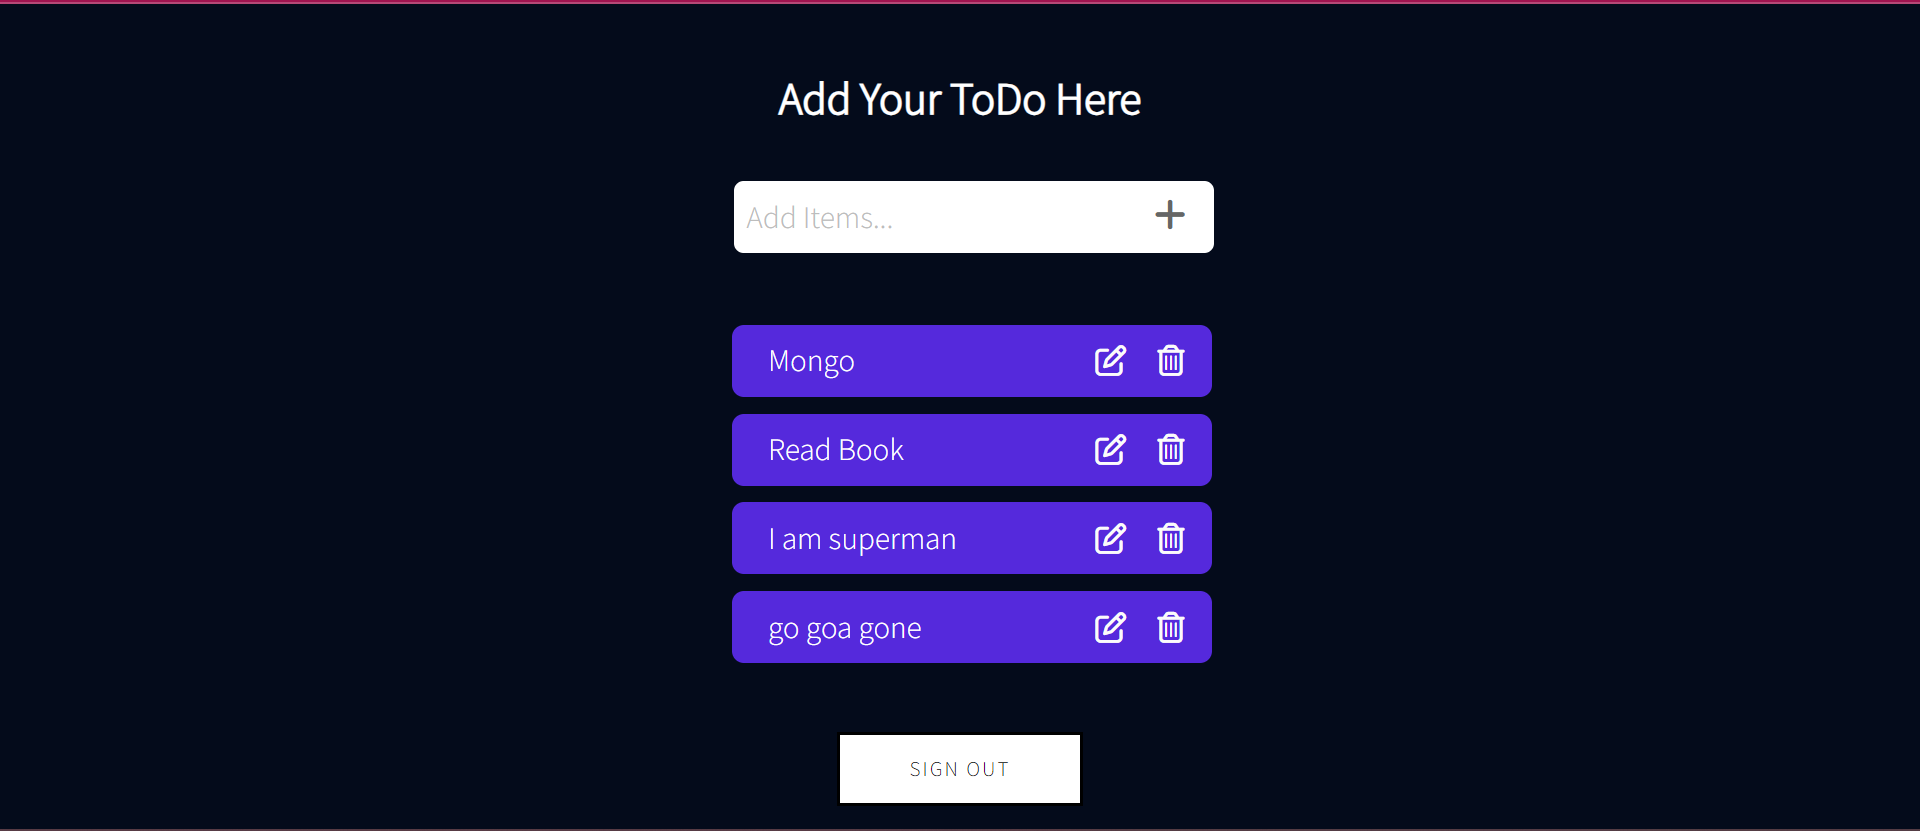 Add Your ToDo Here
Add Items...
Mongo
Read Book
I am superman
go goa gone
SIGN OUT